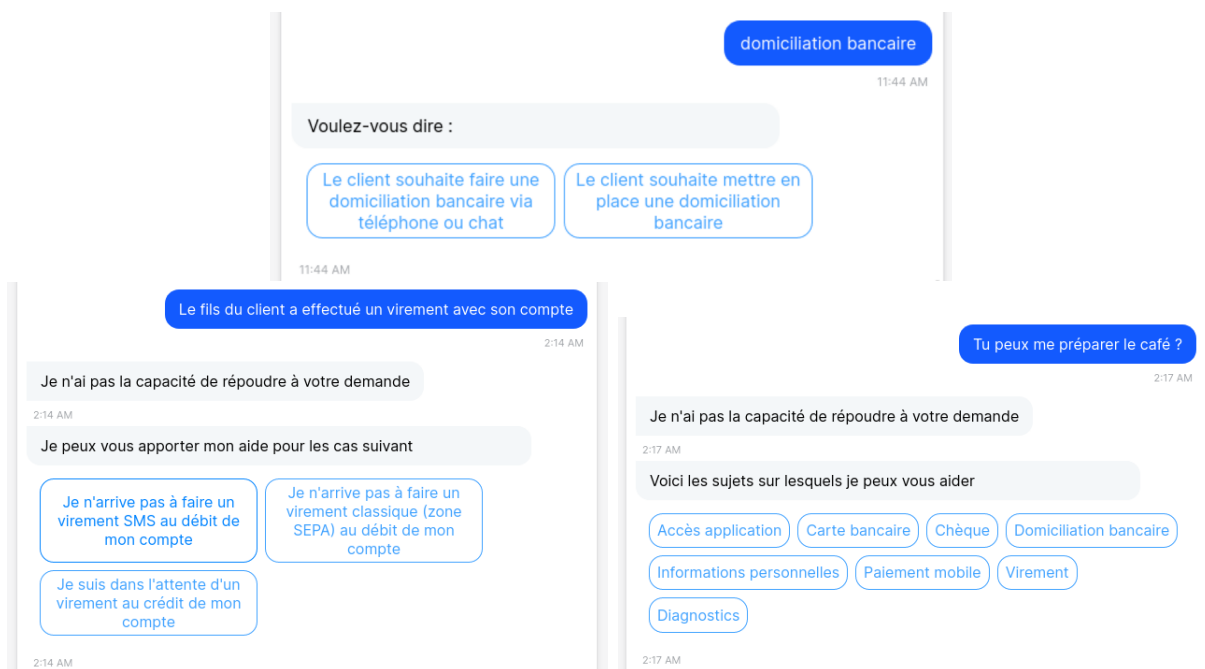 domiciliation bancaire
11:44 AM
Voulez-vous dire :
Le client souhaite faire une
domiciliation bancaire via
téléphone ou chat
Le client souhaite mettre en
place une domiciliation
bancaire
11:44 AM
Le fils du client a effectué un virement avec son compte
2:14 AM
Je n'ai pas la capacité de répoudre à votre demande
2:14 AM
Je peux vous apporter mon aide pour les cas suivant
Je n'arrive pas à faire un
virement SMS au débit de
mon compte
Je n'arrive pas à faire un
virement classique (zone
SEPA) au débit de mon
compte
Je suis dans l'attente d'un
virement au crédit de mon
compte
2:14 AM
Tu peux me préparer le café ?
2:17 AM
Je n'ai pas la capacité de répoudre à votre demande
2:17 AM
Voici les sujets sur lesquels je peux vous aider
Accès application
Carte bancaire
Chèque
Domiciliation bancaire
Informations personnelles
Paiement mobile
Virement
Diagnostics
2:17 AM